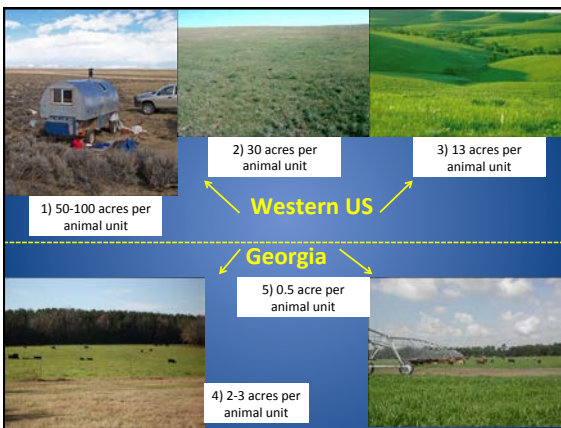 2) 30 acres per
animal unit
3) 13 acres per
animal unit
1) 50-100 acres per
animal unit
Western US
Georgia
5) 0.5 acre per
animal unit
4) 2-3 acres per
animal unit